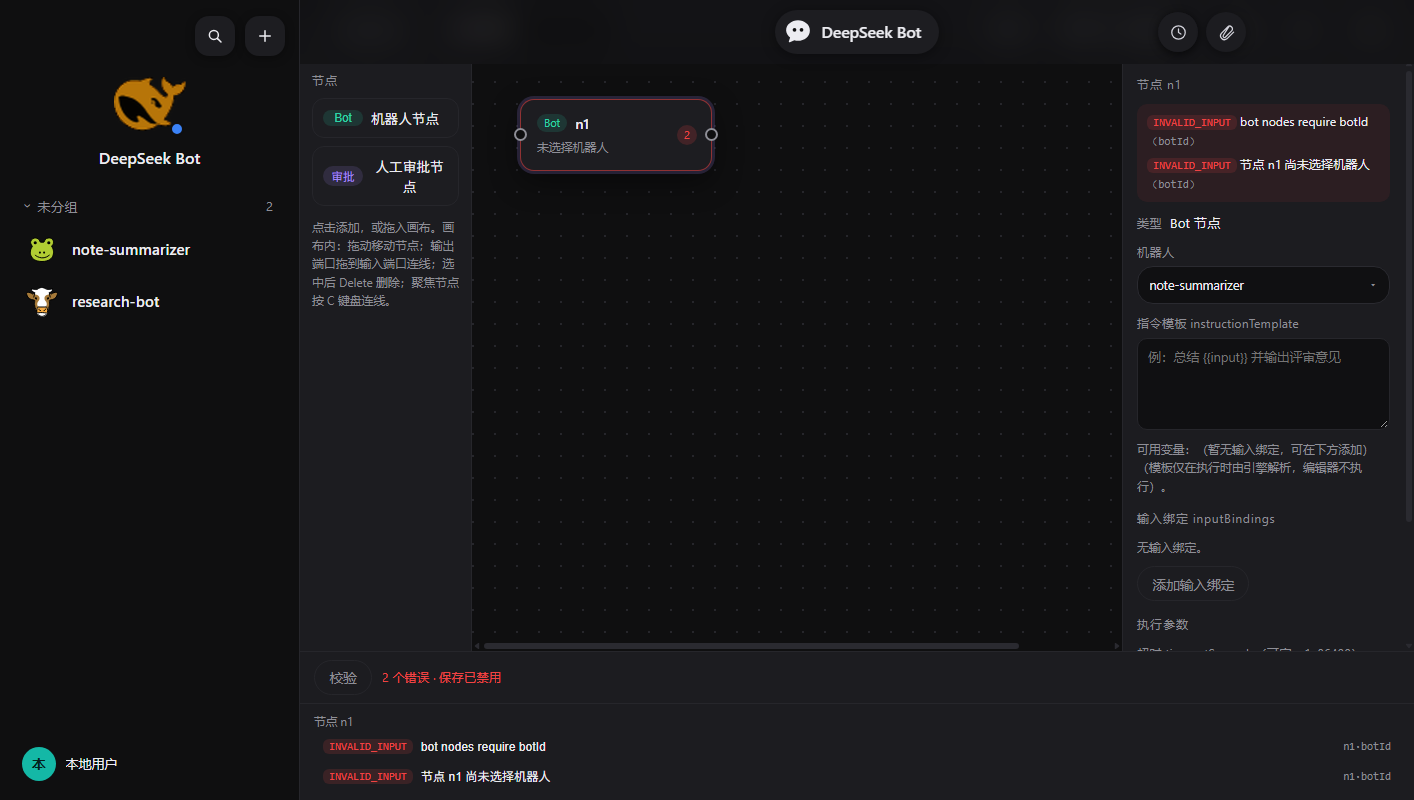 DeepSeek Bot
DeepSeek Bot
未分组
2
note-summarizer
research-bot
本
本地用户
节点
Bot
机器人节点
审批
人工审批节
点
点击添加，或拖入画布。画
布内：拖动移动节点；输出
端口拖到输入端口连线；选
中后 Delete 删除；聚焦节点
按 C 键盘连线。
Bot
n1
未选择机器人
2
节点 n1
INVALID_INPUT bot nodes require botId
(botId)
INVALID_INPUT 节点 n1 尚未选择机器人
(botId)
类型 Bot 节点
机器人
note-summarizer
指令模板 instructionTemplate
例：总结 {{input}} 并输出评审意见
可用变量：（暂无输入绑定，可在下方添加）
（模板仅在执行时由引擎解析，编辑器不执
行）。
输入绑定 inputBindings
无输入绑定。
添加输入绑定
执行参数
校验
2 个错误 · 保存已禁用
节点 n1
INVALID_INPUT bot nodes require botId
n1·botId
INVALID_INPUT 节点 n1 尚未选择机器人
n1·botId